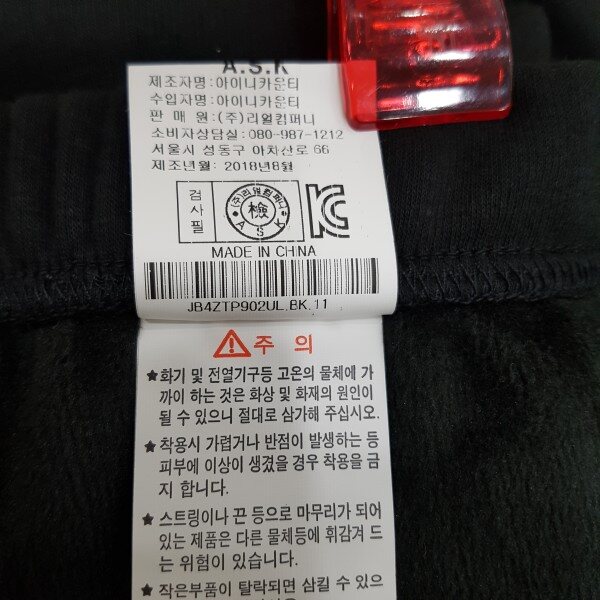 A.S.K
제조자명: 아이니카운티
수입자명: 아이니카운티
판 매 원: (주)리얼컴퍼니
소비자상담실: 080-987-1212
서울시 성동구 아차산로 66
제조년월: 2018년8월
검사필
(주)리얼컴퍼니
檢
A S K
KC
MADE IN CHINA
JB4ZTP902UL.BK.11
주 의
★화기 및 전열기구등 고온의 물체에 가
까이 하는 것은 화상 및 화재의 원인이
될 수 있으니 절대로 삼가해 주십시오.
★착용시 가렵거나 반점이 발생하는 등
피부에 이상이 생겼을 경우 착용을 금
지 합니다.
★스트링이나 끈 등으로 마무리가 되어
있는 제품은 다른 물체등에 휘감겨 드
는 위험이 있습니다.
★작은부품이 탈락되면 삼킬 수 있으